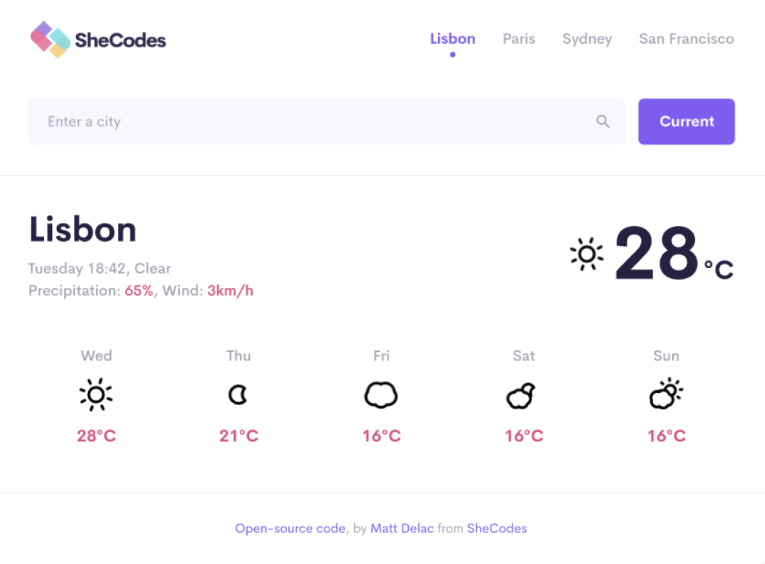 SheCodes
Lisbon Paris Sydney San Francisco
Enter a city
Current
Lisbon
Tuesday 18:42, Clear
Precipitation: 65%, Wind: 3km/h
28 °C
Wed Thu Fri Sat Sun
28°C 21°C 16°C 16°C 16°C
Open-source code, by Matt Delac from SheCodes